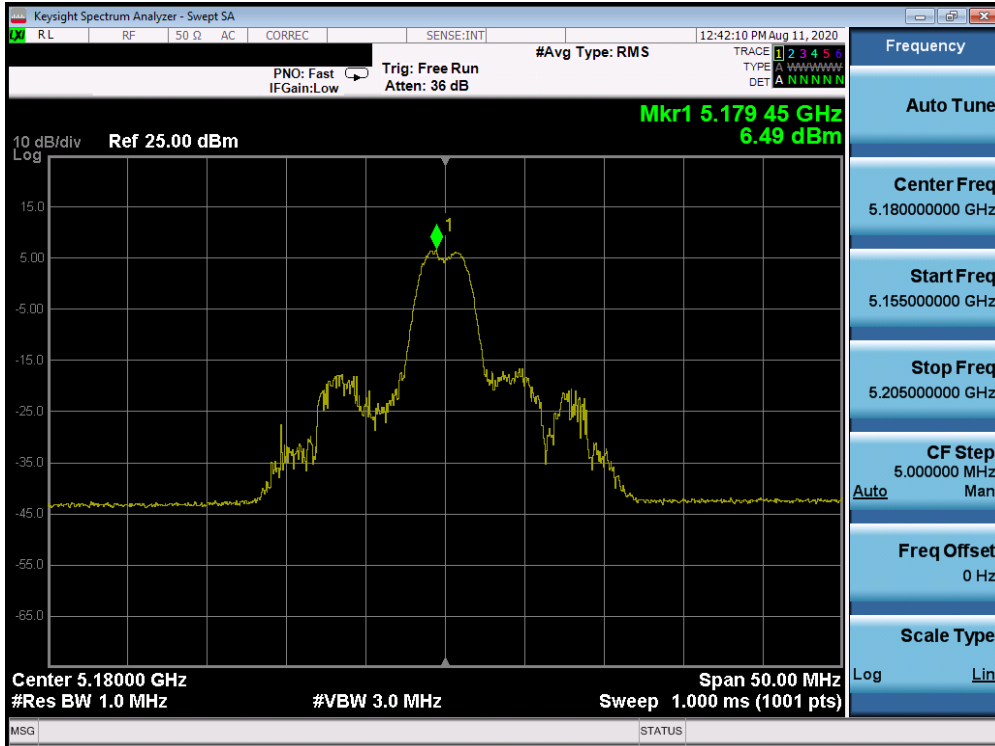 Keysight Spectrum Analyzer - Swept SA
LXI RL RF 50 Ω AC CORREC SENSE:INT 12:42:10 PM Aug 11, 2020
#Avg Type: RMS TRACE 1 2 3 4 5 6
PNO: Fast Trig: Free Run TYPE A WWWWW
IFGain:Low Atten: 36 dB DET A N N N N N
Mkr1 5.179 45 GHz
6.49 dBm
10 dB/div Ref 25.00 dBm
Log
15.0
1
5.00
-5.00
-15.0
-25.0
-35.0
-45.0
-55.0
-65.0
Center 5.18000 GHz Span 50.00 MHz
#Res BW 1.0 MHz #VBW 3.0 MHz Sweep 1.000 ms (1001 pts)
MSG STATUS
Frequency
Auto Tune
Center Freq
5.180000000 GHz
Start Freq
5.155000000 GHz
Stop Freq
5.205000000 GHz
CF Step
5.000000 MHz
Auto Man
Freq Offset
0 Hz
Scale Type
Log Lin